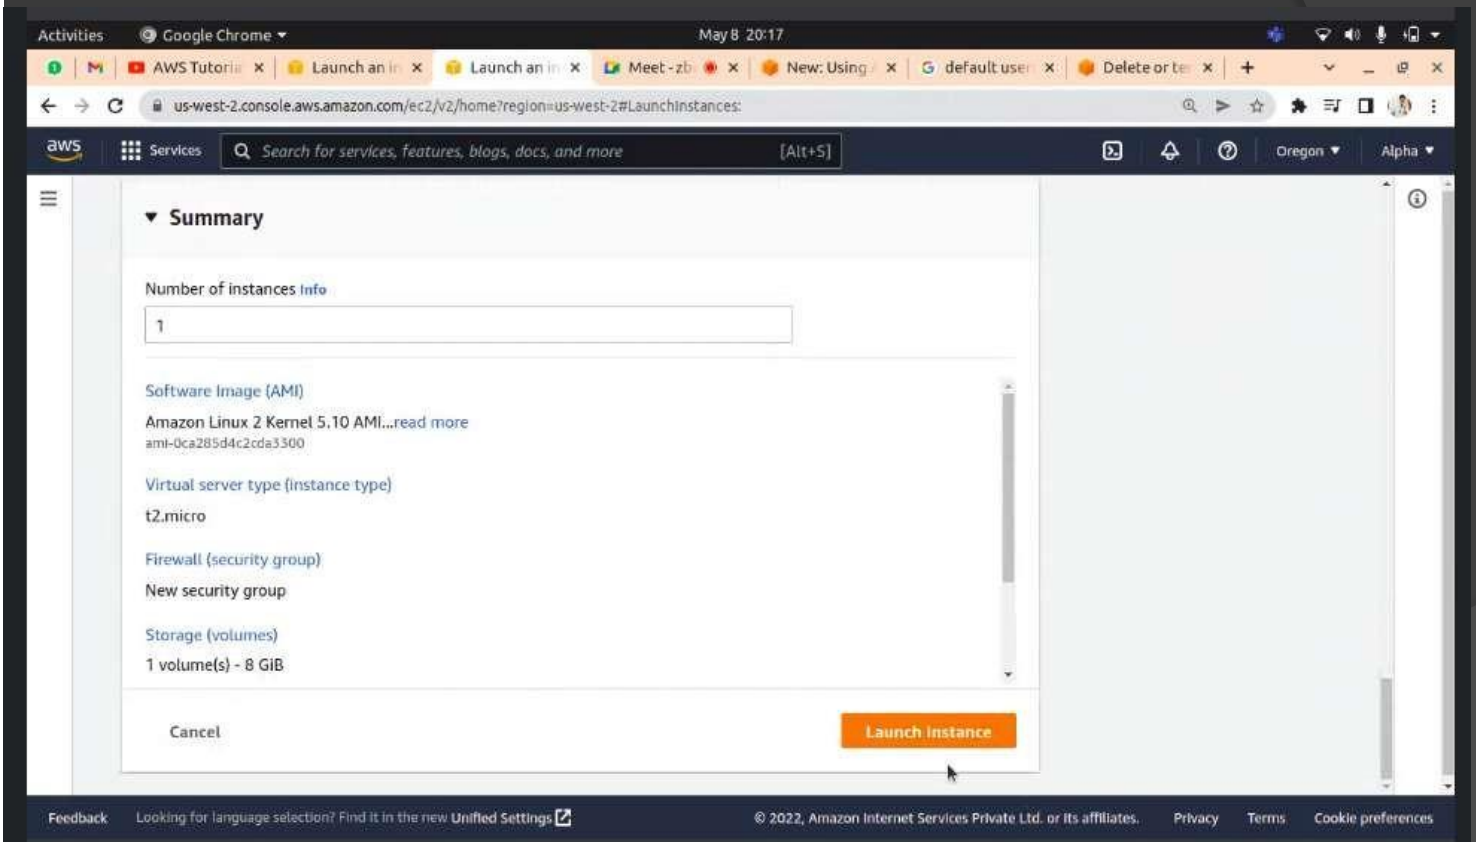 Activities Google Chrome May 8 20:17
AWS Tutoria Launch an in Launch an in Meet - zb New: Using A default user Delete or te
us-west-2.console.aws.amazon.com/ec2/v2/home?region=us-west-2#LaunchInstances:
aws Services Search for services, features, blogs, docs, and more [Alt+S] Oregon Alpha
Summary
Number of instances Info
1
Software Image (AMI)
Amazon Linux 2 Kernel 5.10 AMI...read more
ami-0ca285d4c2cda3300
Virtual server type (instance type)
t2.micro
Firewall (security group)
New security group
Storage (volumes)
1 volume(s) - 8 GiB
Cancel Launch Instance
Feedback Looking for language selection? Find it in the new Unified Settings © 2022, Amazon Internet Services Private Ltd. or its affiliates. Privacy Terms Cookie preferences